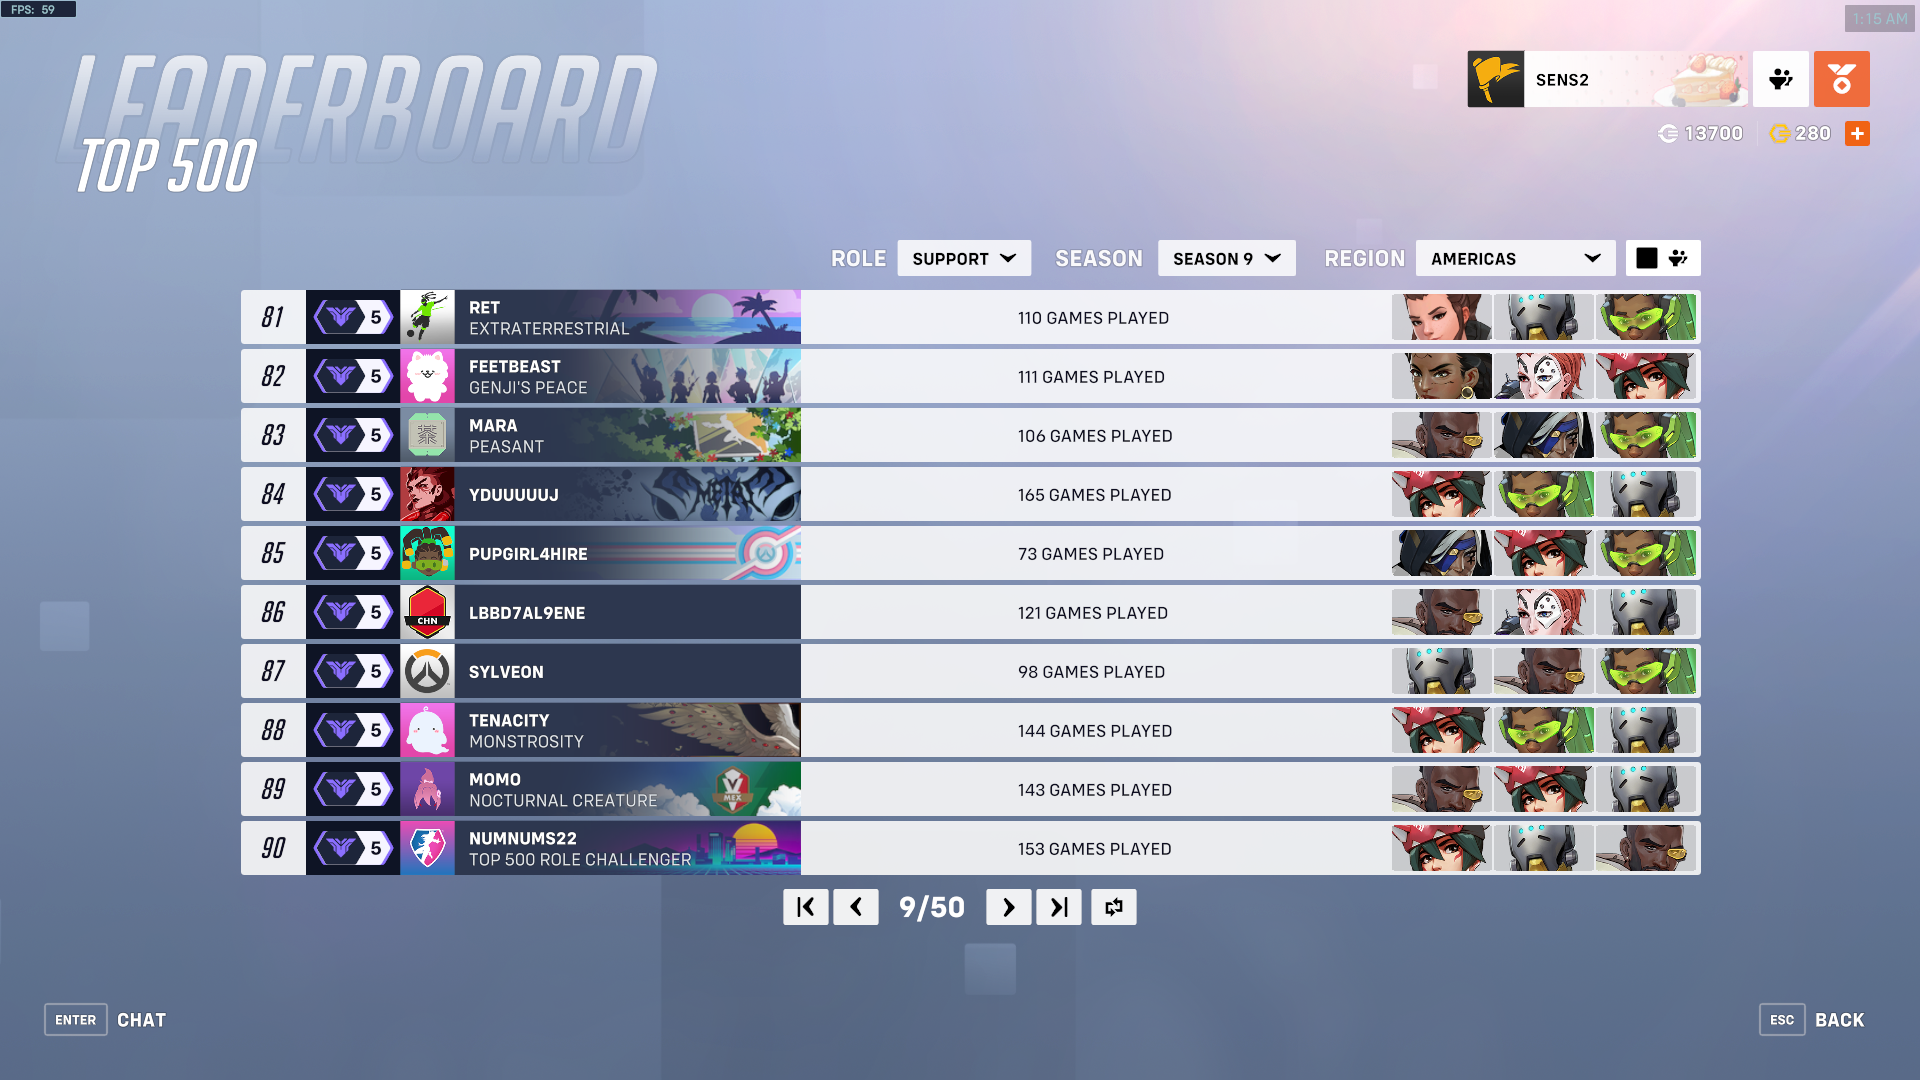 FPS: 59
1:15 AM
LEADERBOARD
TOP 500
SENS2
13700
280
ROLE SUPPORT SEASON SEASON 9 REGION AMERICAS
81 5 RET 110 GAMES PLAYED
EXTRATERRESTRIAL
82 5 FEETBEAST 111 GAMES PLAYED
GENJI'S PEACE
83 5 MARA 106 GAMES PLAYED
PEASANT
84 5 YDUUUUUJ METAL 165 GAMES PLAYED
85 5 PUPGIRL4HIRE 73 GAMES PLAYED
86 5 CHN LBBD7AL9ENE 121 GAMES PLAYED
87 5 SYLVEON 98 GAMES PLAYED
88 5 TENACITY 144 GAMES PLAYED
MONSTROSITY
89 5 MOMO MEX 143 GAMES PLAYED
NOCTURNAL CREATURE
90 5 NUMNUMS22 153 GAMES PLAYED
TOP 500 ROLE CHALLENGER
9/50
ENTER CHAT
ESC BACK